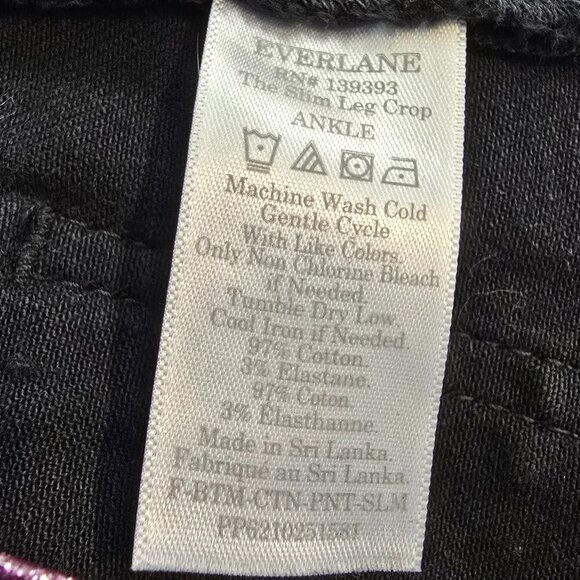 EVERLANE
RN# 139393
The Slim Leg Crop
ANKLE
Machine Wash Cold
Gentle Cycle
With Like Colors.
Only Non Chlorine Bleach
if Needed.
Tumble Dry Low.
Cool Iron if Needed.
97% Cotton.
3% Elastane.
97% Coton.
3% Elasthanne.
Made in Sri Lanka.
Fabriqué au Sri Lanka.
F-BTM-CTN-PNT-SLM